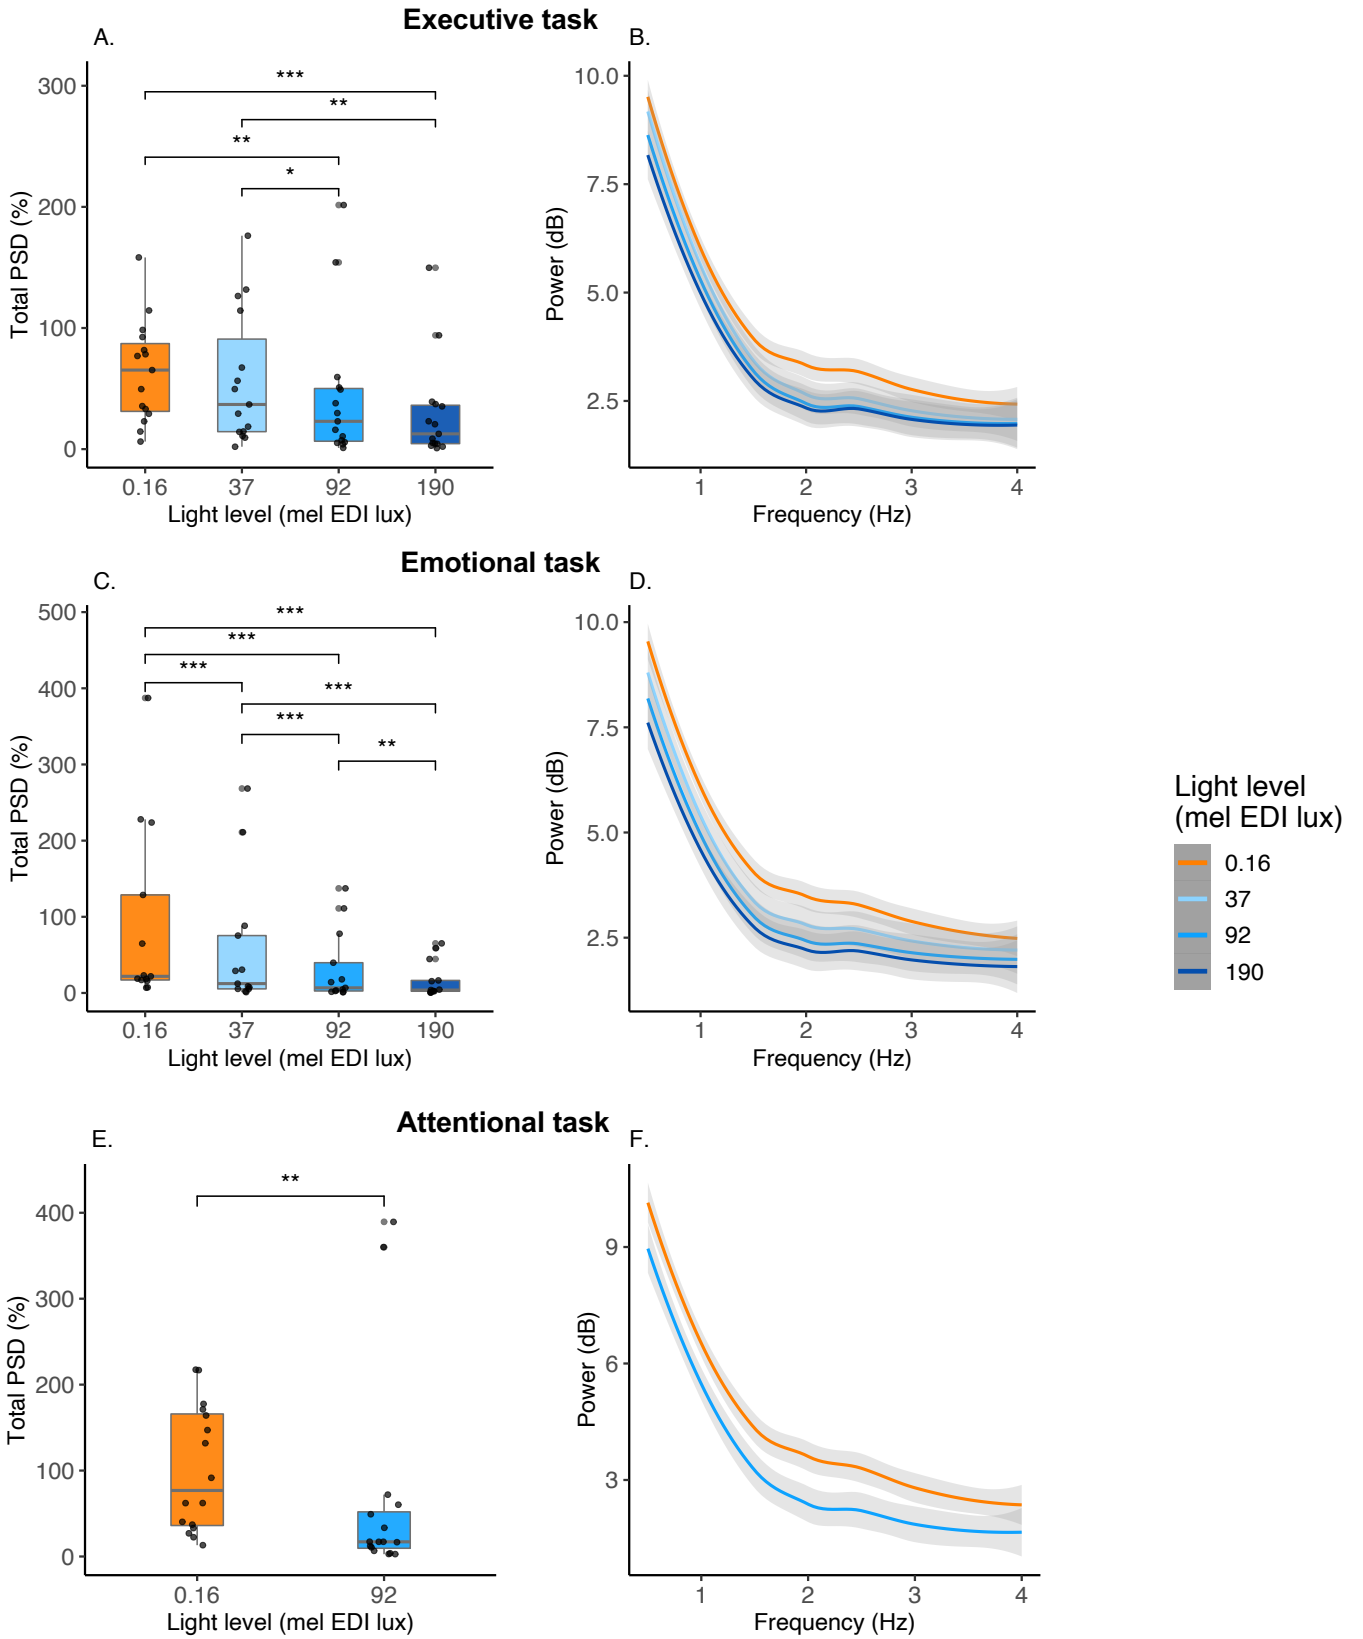 Executive task
A.
B.
Total PSD (%)
300
200
100
0
***
**
**
*
0.16 37 92 190
Light level (mel EDI lux)
Power (dB)
10.0
7.5
5.0
2.5
1 2 3 4
Frequency (Hz)
Emotional task
C.
D.
Total PSD (%)
500
400
300
200
100
0
***
***
***
***
***
**
0.16 37 92 190
Light level (mel EDI lux)
Power (dB)
10.0
7.5
5.0
2.5
1 2 3 4
Frequency (Hz)
Light level
(mel EDI lux)
0.16
37
92
190
Attentional task
E.
F.
Total PSD (%)
400
300
200
100
0
**
0.16 92
Light level (mel EDI lux)
Power (dB)
9
6
3
1 2 3 4
Frequency (Hz)